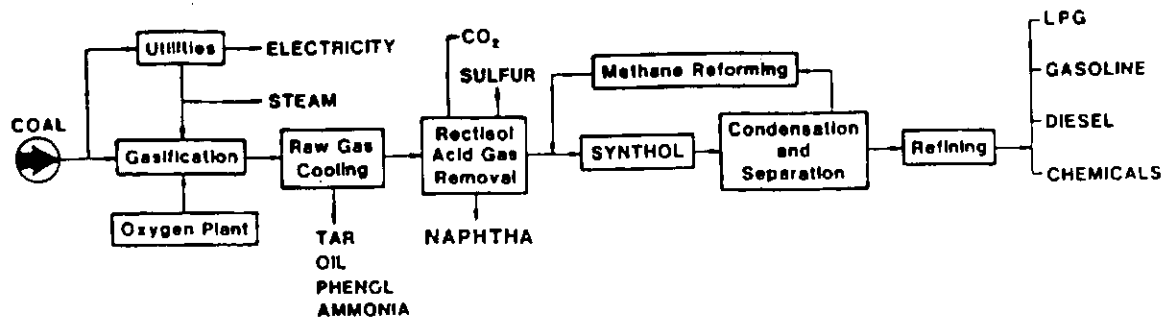 Utilities
ELECTRICITY
STEAM
COAL
Gasification
Oxygen Plant
Raw Gas
Cooling
TAR
OIL
PHENGL
AMMONIA
CO₂
SULFUR
Rectisol
Acid Gas
Removal
NAPHTHA
Methane Reforming
SYNTHOL
Condensation
and
Separation
Refining
LPG
GASOLINE
DIESEL
CHEMICALS